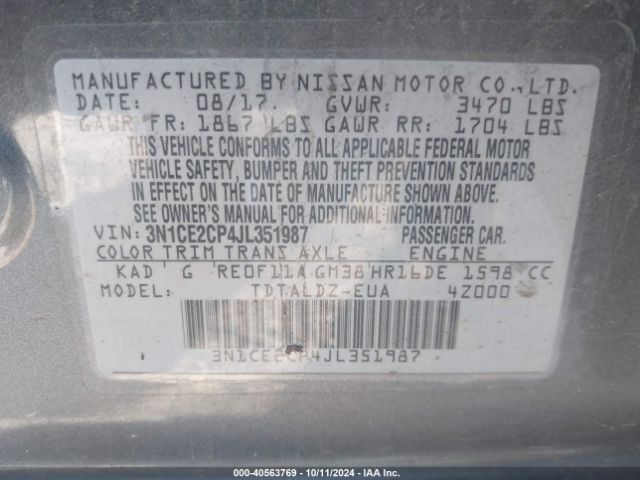 MANUFACTURED BY NISSAN MOTOR CO.,LTD.
DATE: 08/17. GVWR: 3470 LBS
GAWR FR: 1867 LBS GAWR RR: 1704 LBS
THIS VEHICLE CONFORMS TO ALL APPLICABLE FEDERAL MOTOR
VEHICLE SAFETY, BUMPER AND THEFT PREVENTION STANDARDS
IN EFFECT ON THE DATE OF MANUFACTURE SHOWN ABOVE.
SEE OWNER'S MANUAL FOR ADDITIONAL INFORMATION.
VIN: 3N1CE2CP4JL351987 PASSENGER CAR.
COLOR TRIM TRANS AXLE ENGINE
KAD G RE0F11A GM38 HR16DE 1598 CC
MODEL: TDTALDZ-EUA 4Z000
3N1CE2CP4JL351987
000-40563769 - 10/11/2024 - IAAI.COM